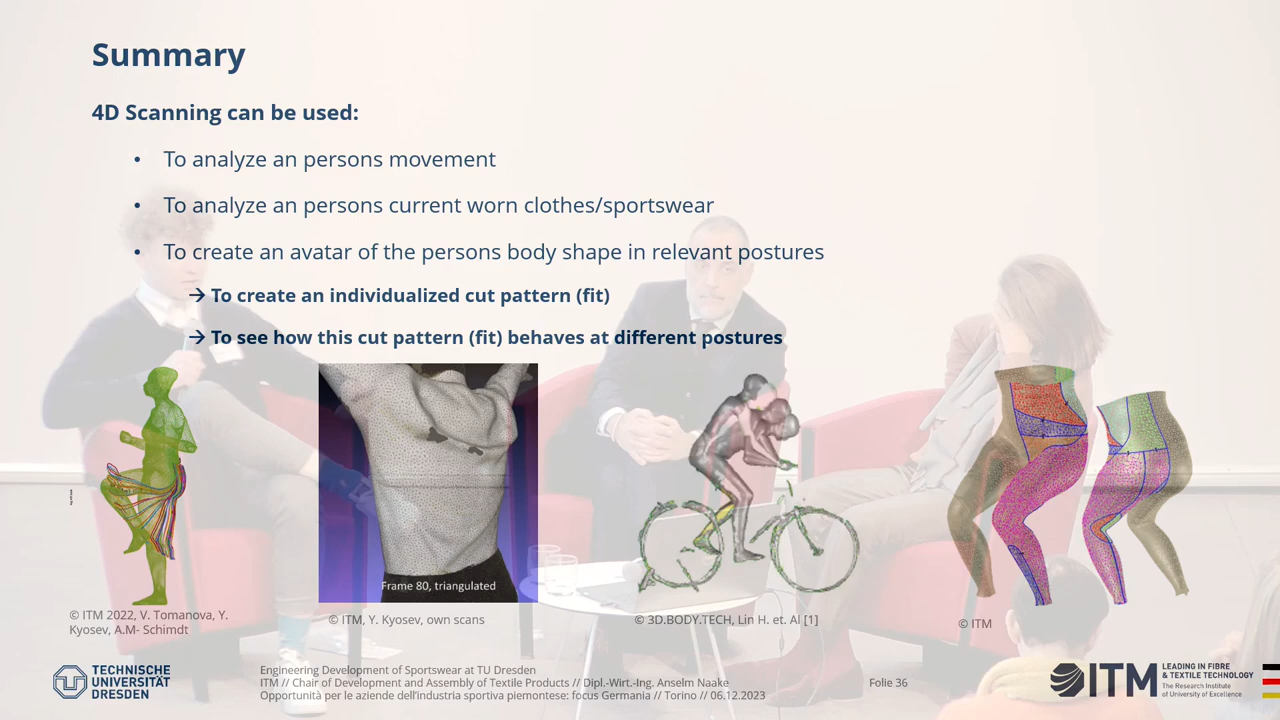 Summary
4D Scanning can be used:
• To analyze an persons movement
• To analyze an persons current worn clothes/sportswear
• To create an avatar of the persons body shape in relevant postures
→ To create an individualized cut pattern (fit)
→ To see how this cut pattern (fit) behaves at different postures
Frame 80, triangulated
© ITM 2022, V. Tomanova, Y.
Kyosev, A.M- Schimdt
© ITM, Y. Kyosev, own scans
© 3D.BODY.TECH, Lin H. et. Al [1]
© ITM
TECHNISCHE
UNIVERSITÄT
DRESDEN
Engineering Development of Sportswear at TU Dresden
ITM // Chair of Development and Assembly of Textile Products // Dipl.-Wirt.-Ing. Anselm Naake
Opportunità per le aziende dell'industria sportiva piemontese: focus Germania // Torino // 06.12.2023
Folie 36
ITM
LEADING IN FIBRE
& TEXTILE TECHNOLOGY
The Research Institute
of University of Excellence